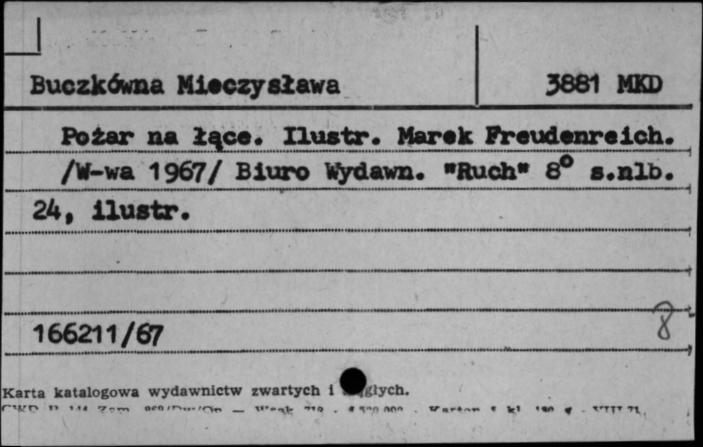 Buczkówna Mieczysława 3881 MKD
Pożar na łące. Ilustr. Marek Freudenreich.
/W-wa 1967/ Biuro Wydawn. "Ruch" 8° s.nlb.
24, ilustr.
166211/67 8
Karta katalogowa wydawnictw zwartych i